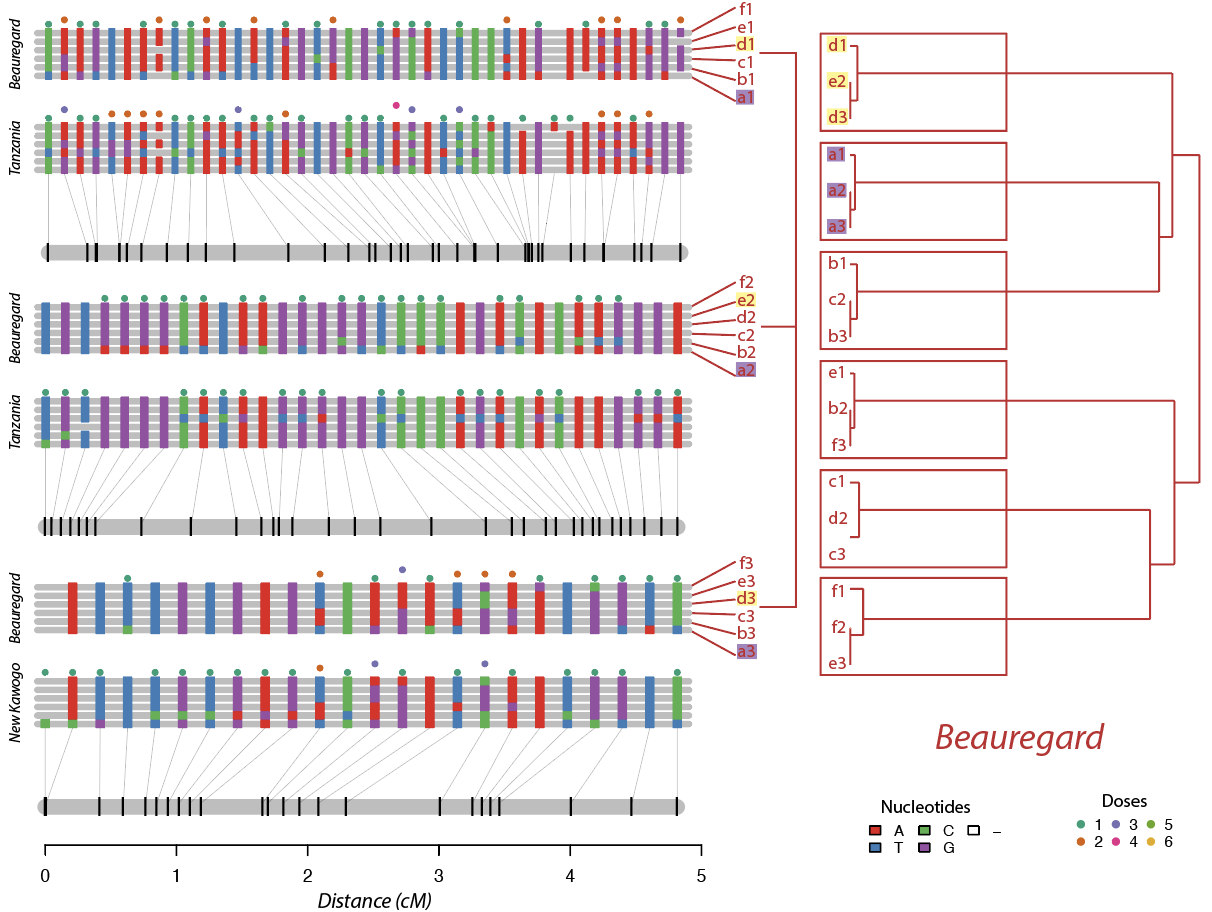 Beauregard
f1
e1
d1
c1
b1
a1
Tanzania
Beauregard
f2
e2
d2
c2
b2
a2
Tanzania
Beauregard
f3
e3
d3
c3
b3
a3
New Kawogo
0 1 2 3 4 5
Distance (cM)
d1
e2
d3
a1
a2
a3
b1
c2
b3
e1
b2
f3
c1
d2
c3
f1
f2
e3
Beauregard
Nucleotides
A C –
T G
Doses
1 3 5
2 4 6